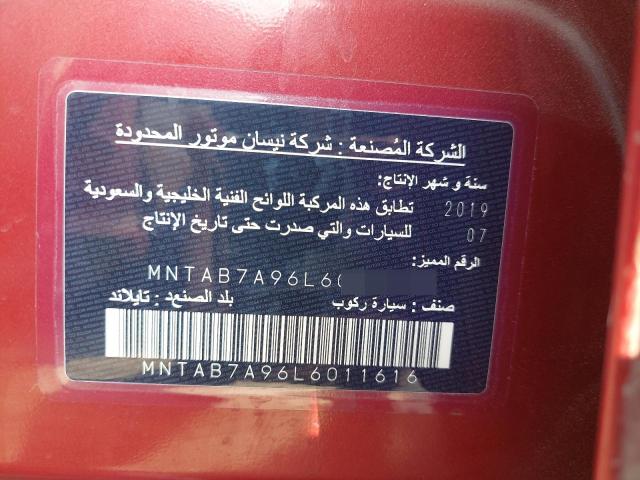 الشركة المُصنعة : شركة نيسان موتور المحدودة
سنة و شهر الإنتاج:
2019 تطابق هذه المركبة اللوائح الفنية الخليجية والسعودية
07 للسيارات والتي صدرت حتى تاريخ الإنتاج
الرقم المميز:
MNTAB7A96L60
صنف : سيارة ركوب بلد الصنع: تايلاند
MNTAB7A96L6011616